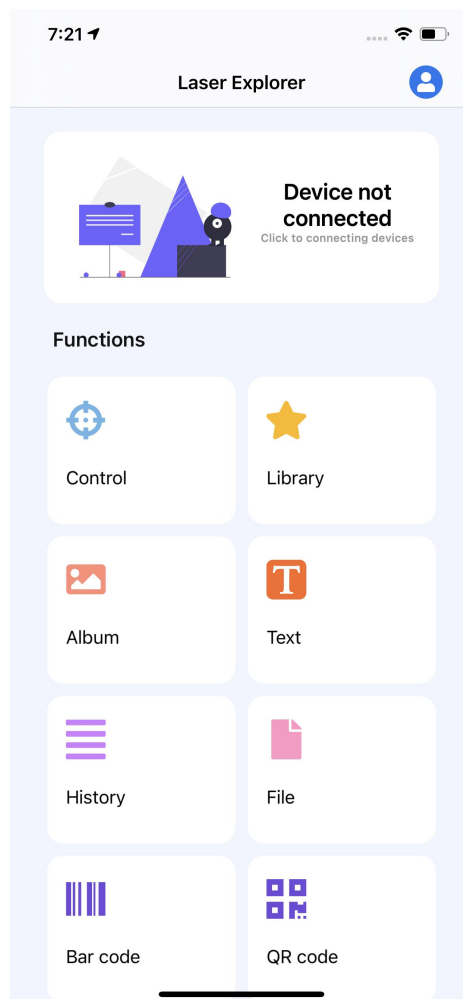 7:21
Laser Explorer
Device not
connected
Click to connecting devices
Functions
Control
Library
Album
T
Text
History
File
Bar code
QR code